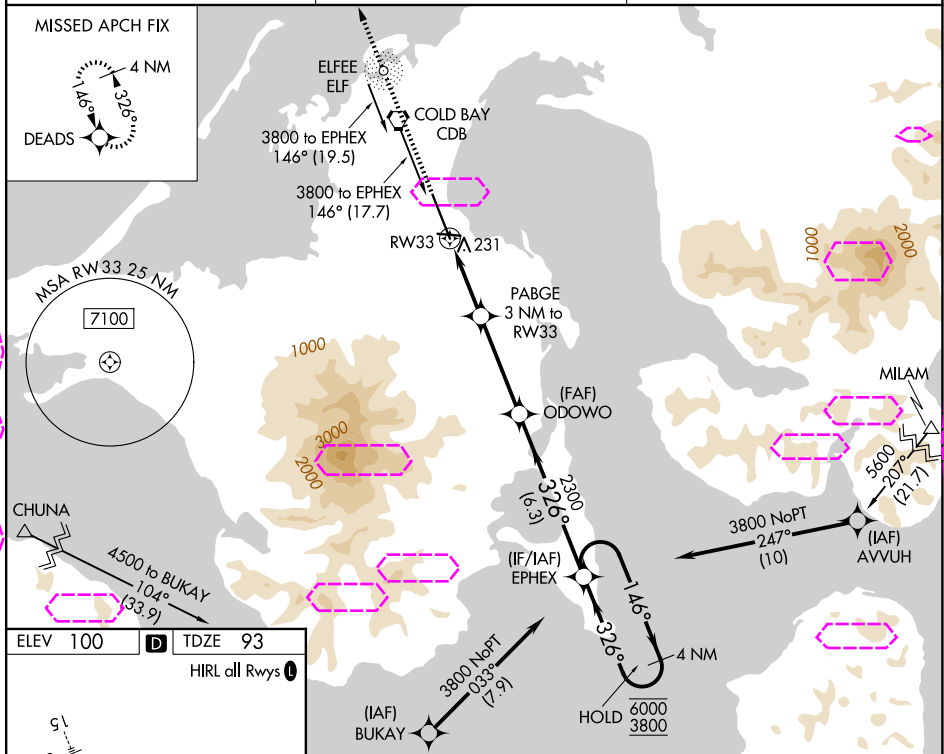 MISSED APCH FIX
4 NM
146°
326°
DEADS
ELFEE
ELF
COLD BAY
CDB
3800 to EPHEX
146° (19.5)
3800 to EPHEX
146° (17.7)
RW33
231
1000
2000
MSA RW33 25 NM
7100
PABGE
3 NM to
RW33
1000
3000
2000
(FAF)
ODOWO
MILAM
5600
207°
(21.7)
2300
326°
(6.3)
CHUNA
4500 to BUKAY
104°
(33.9)
3800 NoPT
247°
(10)
(IAF)
AVVUH
(IF/IAF)
EPHEX
146°
326°
4 NM
HOLD
6000
3800
3800 NoPT
033°
(7.9)
(IAF)
BUKAY
ELEV 100
D
TDZE 93
HIRL all Rwys L
15